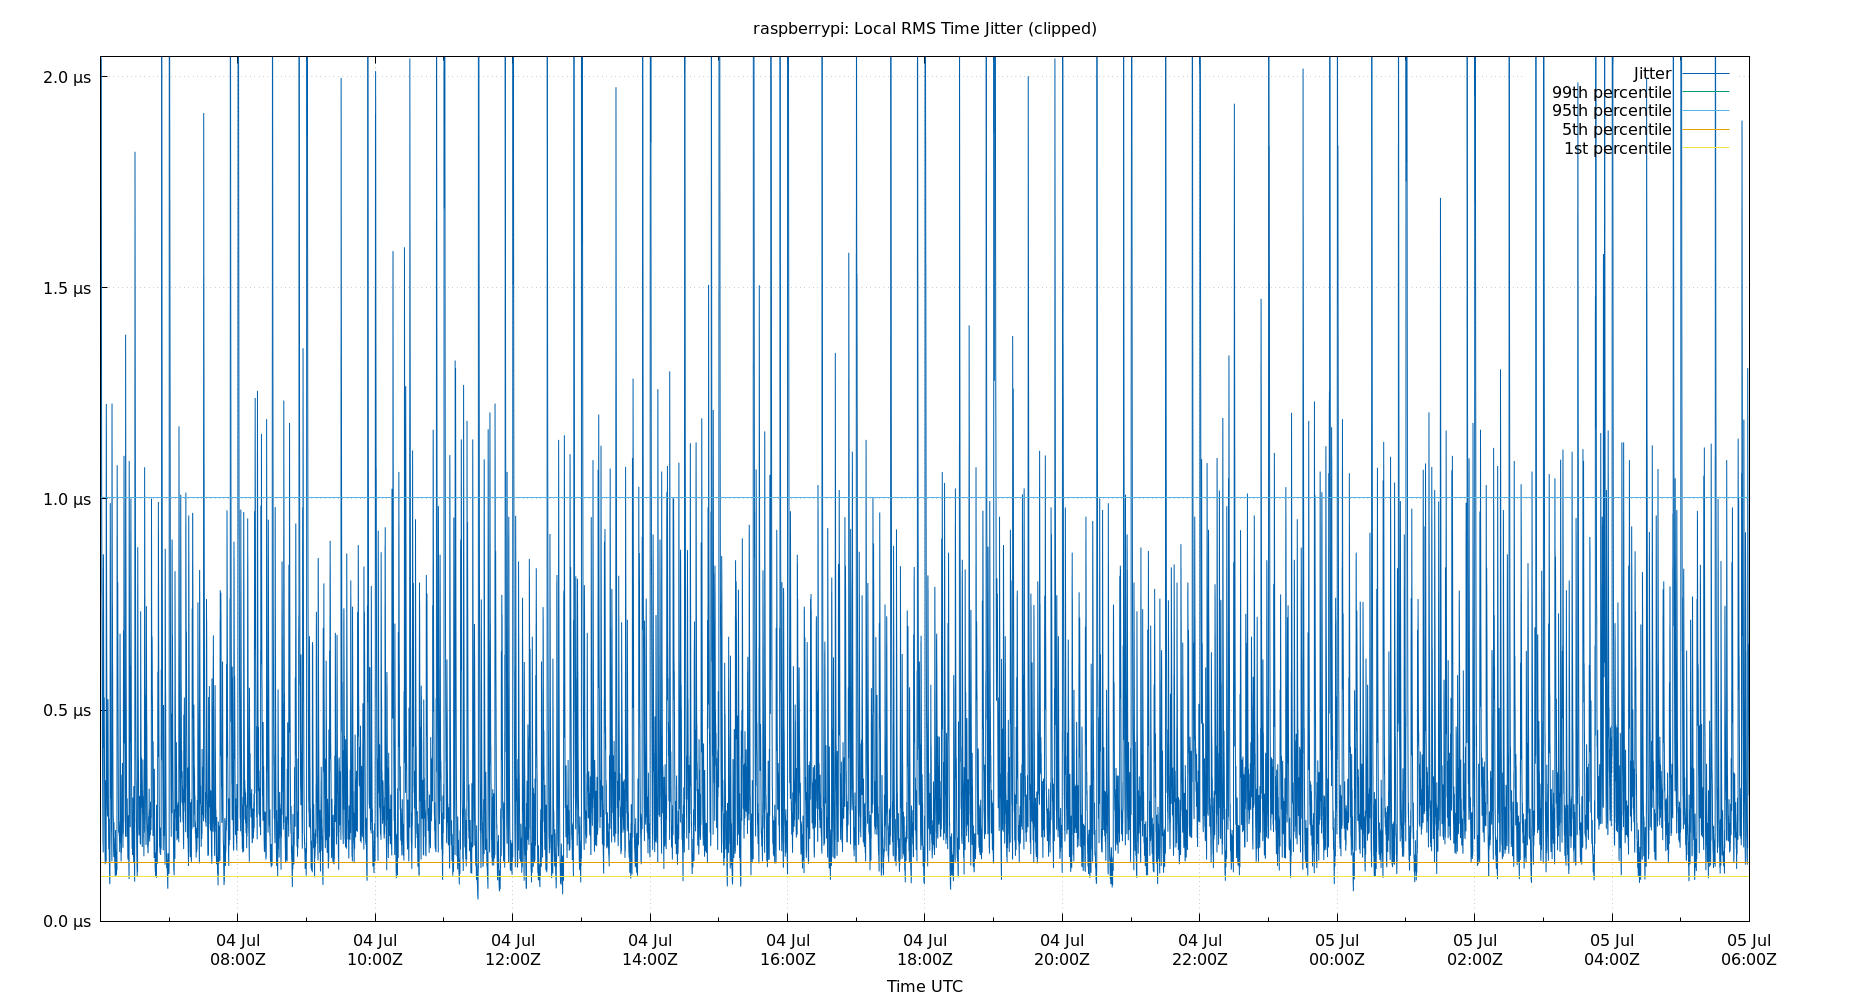 raspberrypi: Local RMS Time Jitter (clipped)
2.0 μs
1.5 μs
1.0 μs
0.5 μs
0.0 μs
Jitter
99th percentile
95th percentile
5th percentile
1st percentile
04 Jul 04 Jul 04 Jul 04 Jul 04 Jul 04 Jul 04 Jul 04 Jul 05 Jul 05 Jul 05 Jul 05 Jul
08:00Z 10:00Z 12:00Z 14:00Z 16:00Z 18:00Z 20:00Z 22:00Z 00:00Z 02:00Z 04:00Z 06:00Z
Time UTC